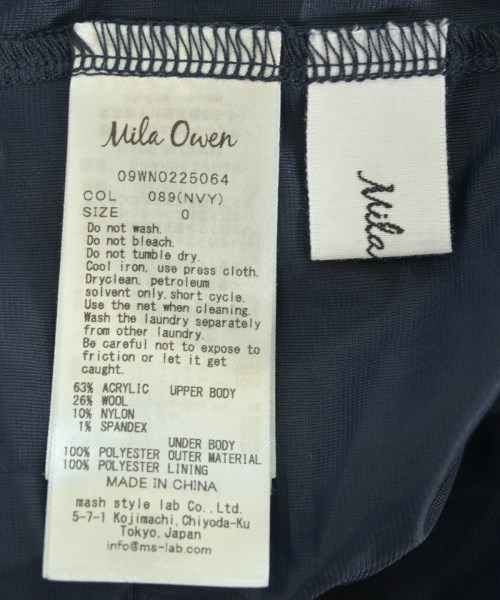 Mila Owen
09WNO225064
COL 089(NVY)
SIZE 0
Do not wash.
Do not bleach.
Do not tumble dry.
Cool iron, use press cloth.
Dryclean, petroleum
solvent only, short cycle.
Use the net when cleaning.
Wash the laundry separately
from other laundry.
Be careful not to expose to
friction or let it get
caught.
63% ACRYLIC UPPER BODY
26% WOOL
10% NYLON
1% SPANDEX
UNDER BODY
100% POLYESTER OUTER MATERIAL
100% POLYESTER LINING
MADE IN CHINA
mash style lab Co., Ltd.
5-7-1 Kojimachi, Chiyoda-Ku
Tokyo, Japan
info@ms-lab.com
Mila